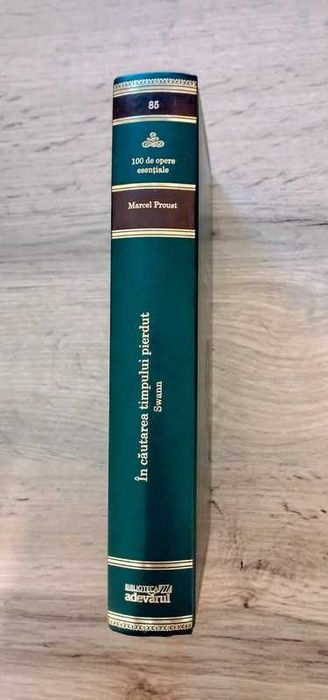 85
100 de opere
esențiale
Marcel Proust
În căutarea timpului pierdut
Swann
BIBLIOTECA
adevărul